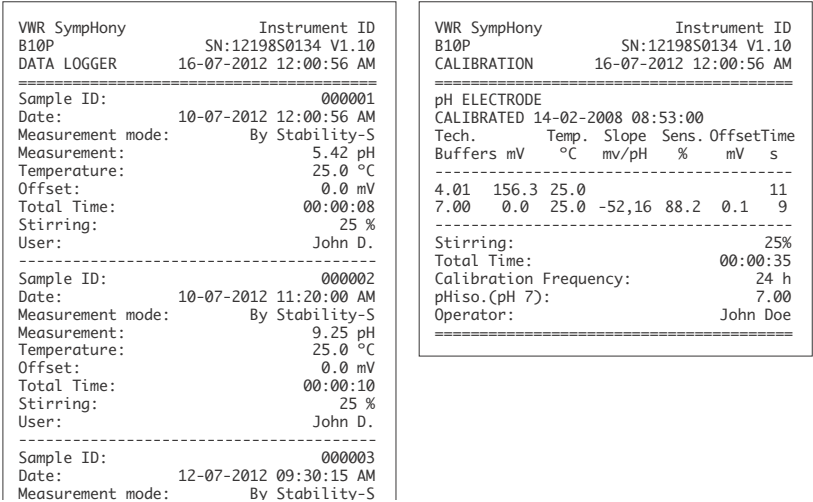 VWR SympHony Instrument ID
B10P SN:12198S0134 V1.10
DATA LOGGER 16-07-2012 12:00:56 AM
========================================
Sample ID: 000001
Date: 10-07-2012 12:00:56 AM
Measurement mode: By Stability-S
Measurement: 5.42 pH
Temperature: 25.0 ºC
Offset: 0.0 mV
Total Time: 00:00:08
Stirring: 25 %
User: John D.
----------------------------------------
Sample ID: 000002
Date: 10-07-2012 11:20:00 AM
Measurement mode: By Stability-S
Measurement: 9.25 pH
Temperature: 25.0 ºC
Offset: 0.0 mV
Total Time: 00:00:10
Stirring: 25 %
User: John D.
----------------------------------------
Sample ID: 000003
Date: 12-07-2012 09:30:15 AM
Measurement mode: By Stability-S
VWR SympHony Instrument ID
B10P SN:12198S0134 V1.10
CALIBRATION 16-07-2012 12:00:56 AM
========================================
pH ELECTRODE
CALIBRATED 14-02-2008 08:53:00
Tech. Temp. Slope Sens. OffsetTime
Buffers mV ºC mv/pH % mV s
----------------------------------------
4.01 156.3 25.0 11
7.00 0.0 25.0 -52,16 88.2 0.1 9
----------------------------------------
Stirring: 25%
Total Time: 00:00:35
Calibration Frequency: 24 h
pHiso.(pH 7): 7.00
Operator: John Doe
========================================